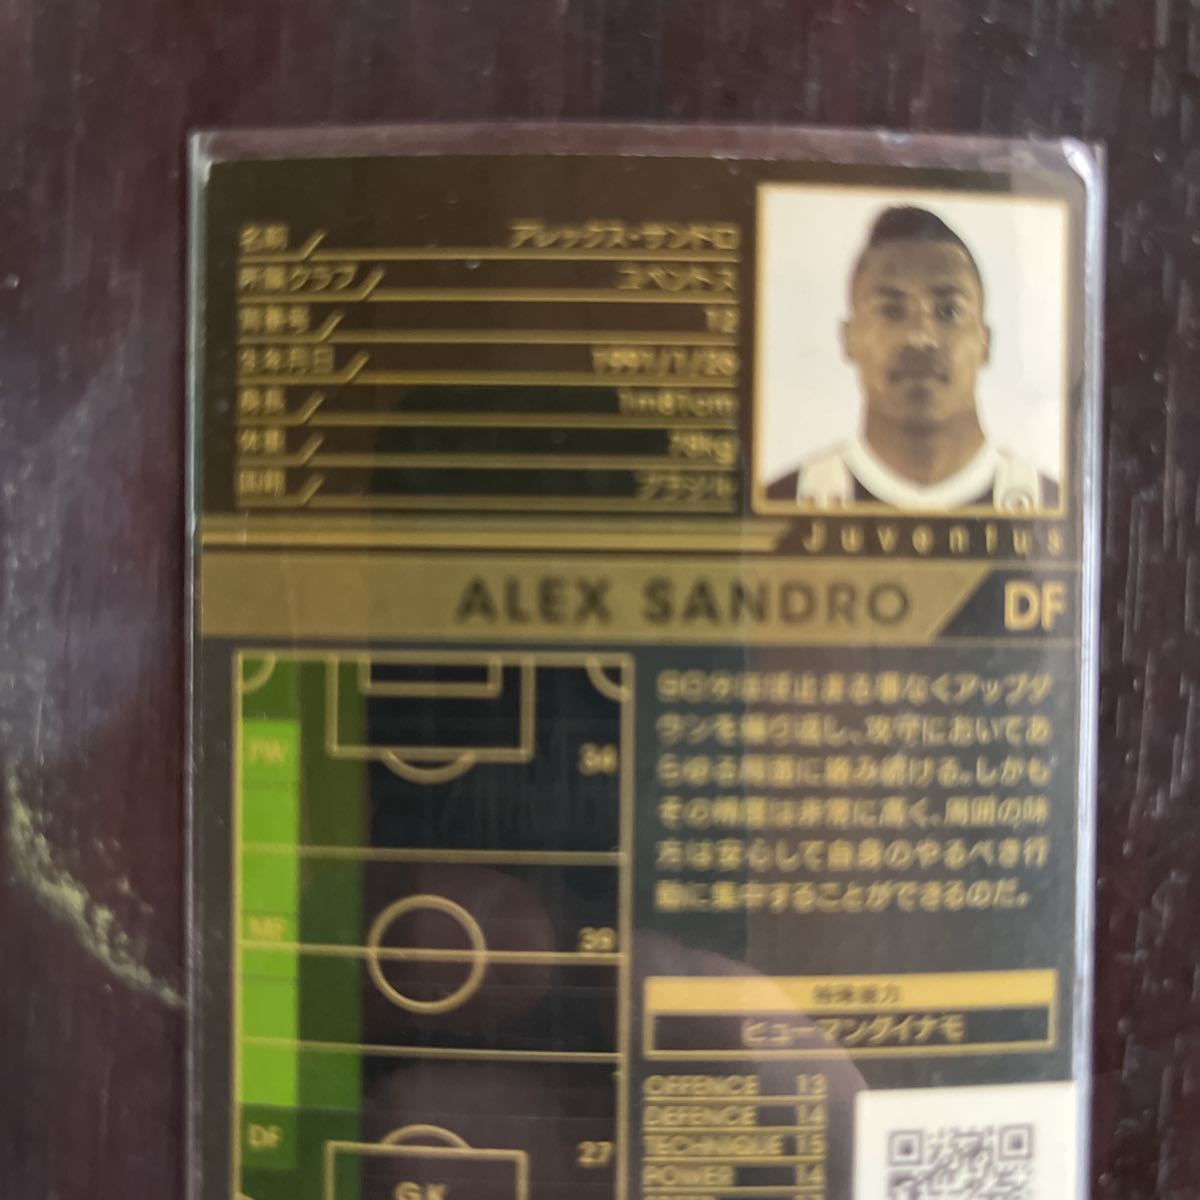 名前 アレックス・サンドロ
所属クラブ ユベントス
背番号 12
生年月日 1991/1/26
身長 1m81cm
体重 79kg
国籍 ブラジル
Juventus
ALEX SANDRO DF
90分ほぼ止まる事なくアップダ
ウンを繰り返し、攻守においてあ
らゆる局面に絡み続ける。しかも
その精度は非常に高く、周囲の味
方は安心して自身のやるべき行
動に集中することができるのだ。
FW 34
MF 39
DF 27
GK
特殊能力
ヒューマンダイナモ
OFFENCE 13
DEFENCE 14
TECHNIQUE 15
POWER 14